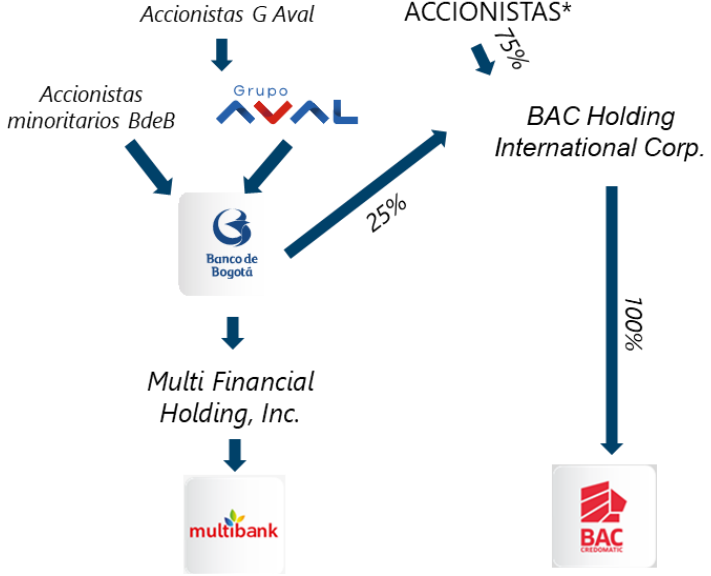 Accionistas G Aval
ACCIONISTAS*
75%
Accionistas
minoritarios BdeB
Grupo
AVAL
BAC Holding
International Corp.
25%
Banco de
Bogotá
100%
Multi Financial
Holding, Inc.
multibank
BAC
CREDOMATIC